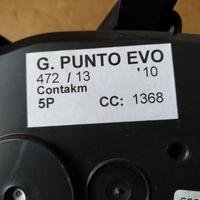 G. PUNTO EVO
472 / 13 '10
Contakm
5P CC: 1368